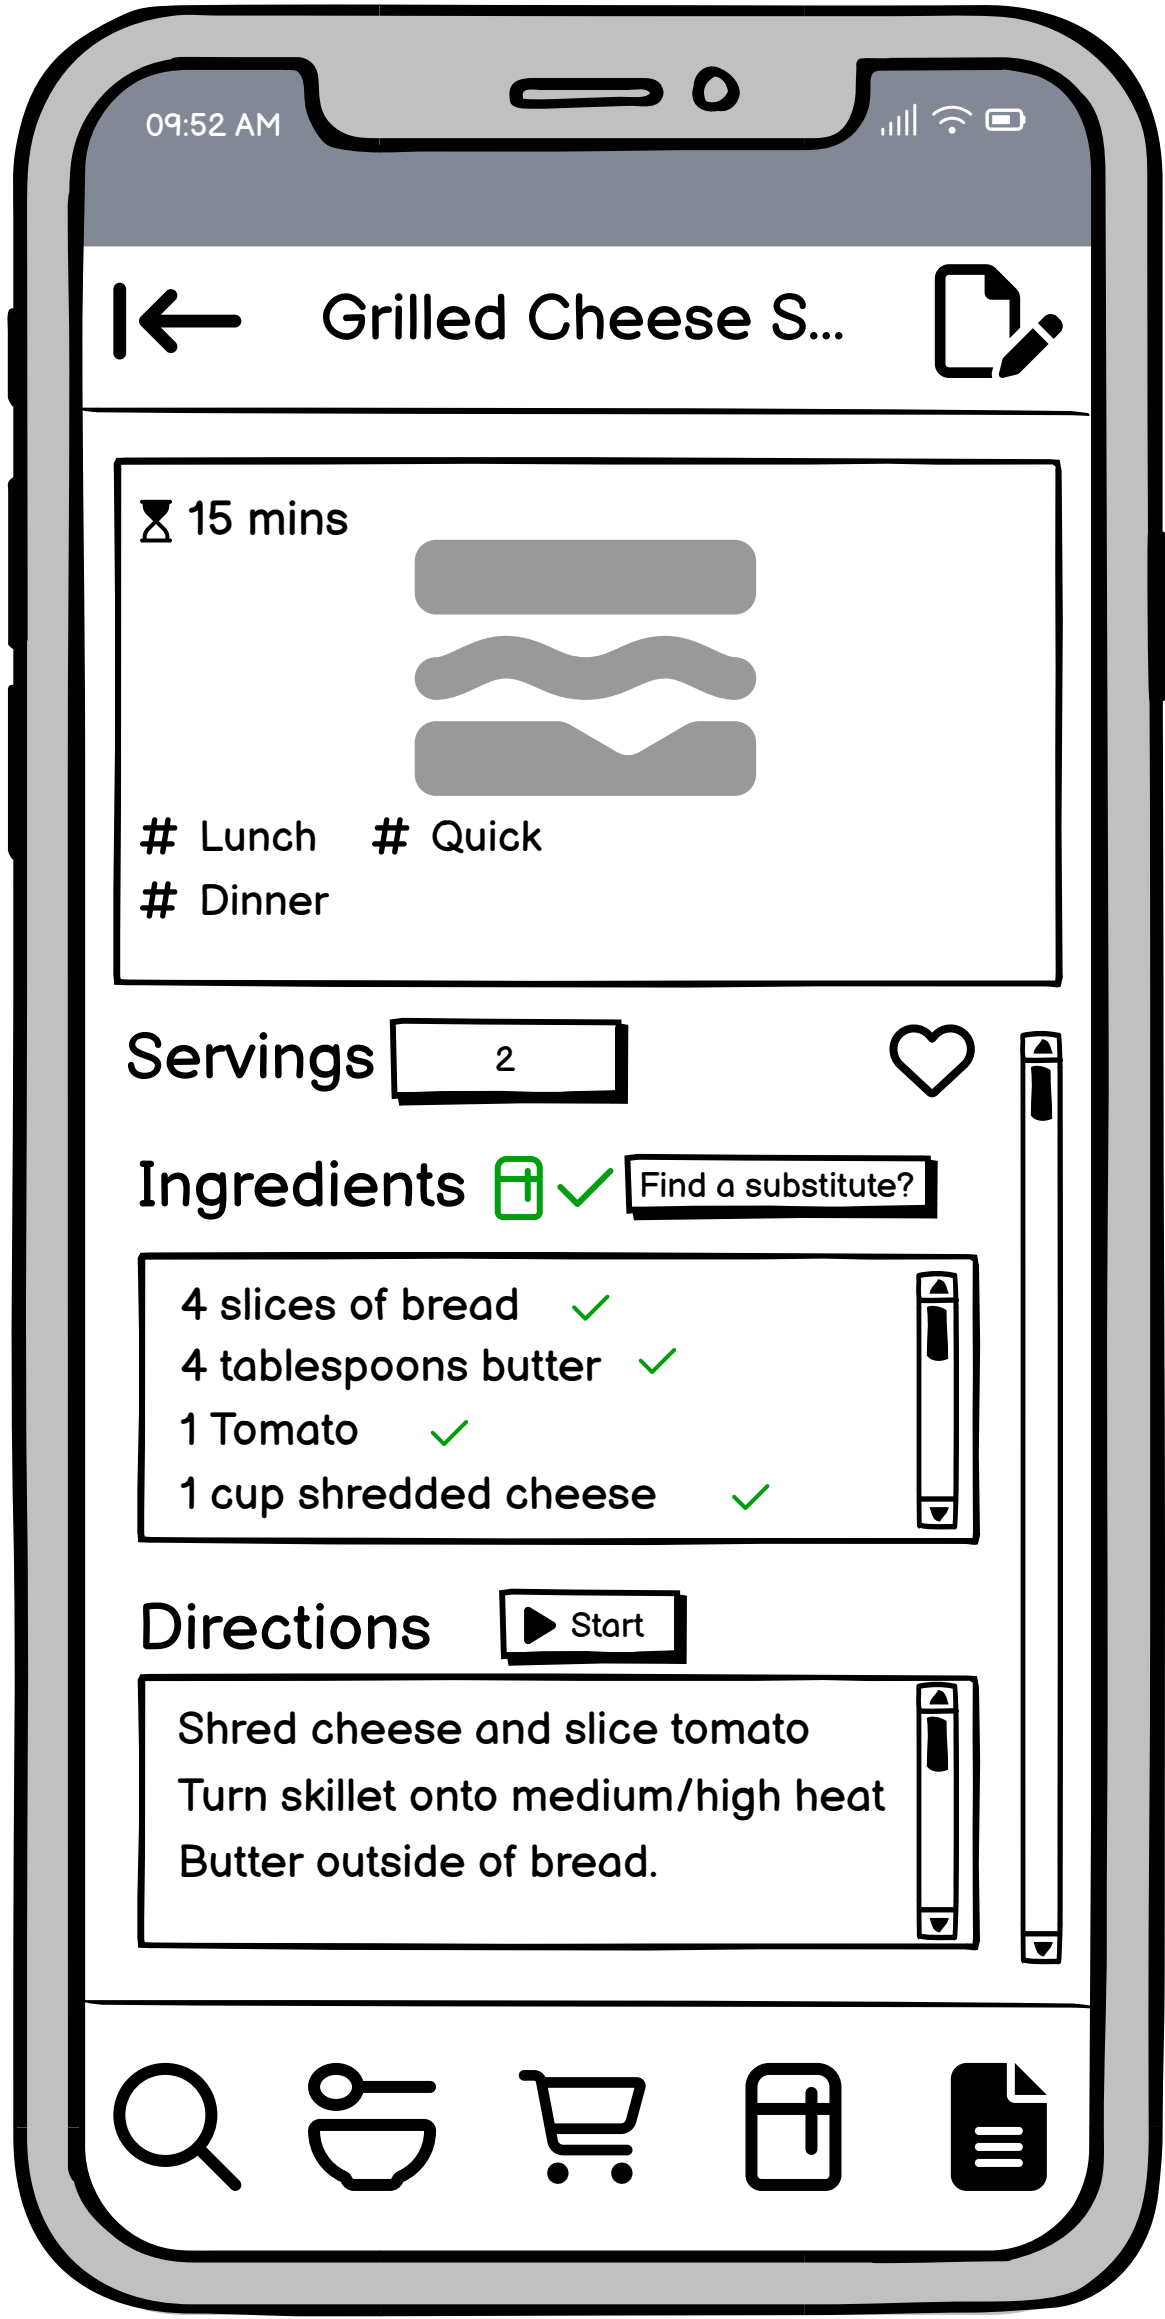 09:52 AM
Grilled Cheese S...
15 mins
# Lunch # Quick
# Dinner
Servings 2
Ingredients Find a substitute?
4 slices of bread
4 tablespoons butter
1 Tomato
1 cup shredded cheese
Directions Start
Shred cheese and slice tomato
Turn skillet onto medium/high heat
Butter outside of bread.